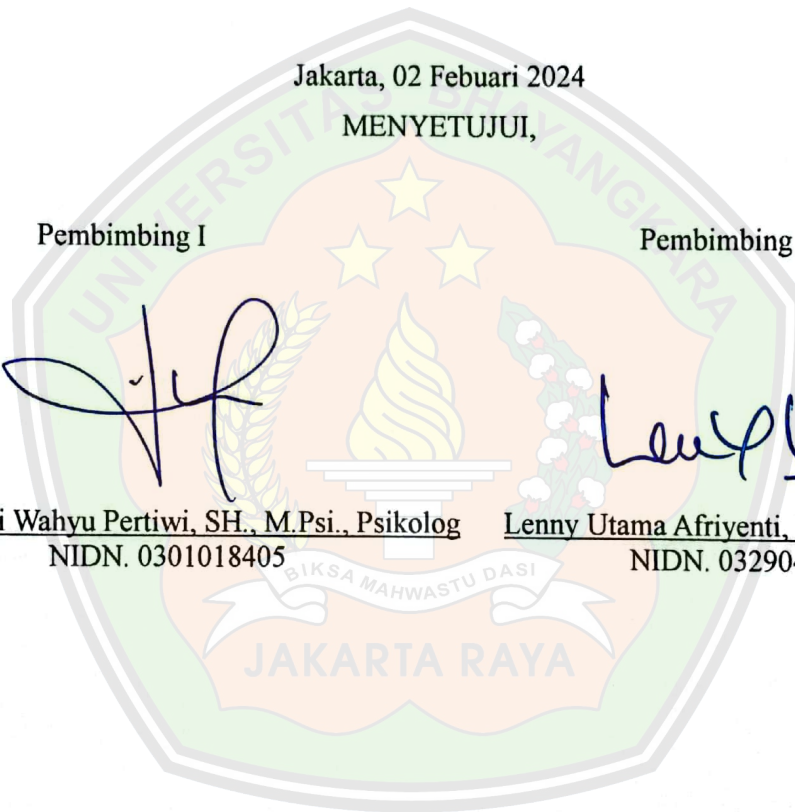 UNIVERSITAS BHAYANGKARA
Jakarta, 02 Febuari 2024
MENYETUJUI,
Pembimbing I
Pembimbing
i Wahyu Pertiwi, SH., M.Psi., Psikolog
Lenny Utama Afriyenti,
NIDN. 0301018405
NIDN. 03290
BIKSA MAHWASTU DASI
JAKARTA RAYA